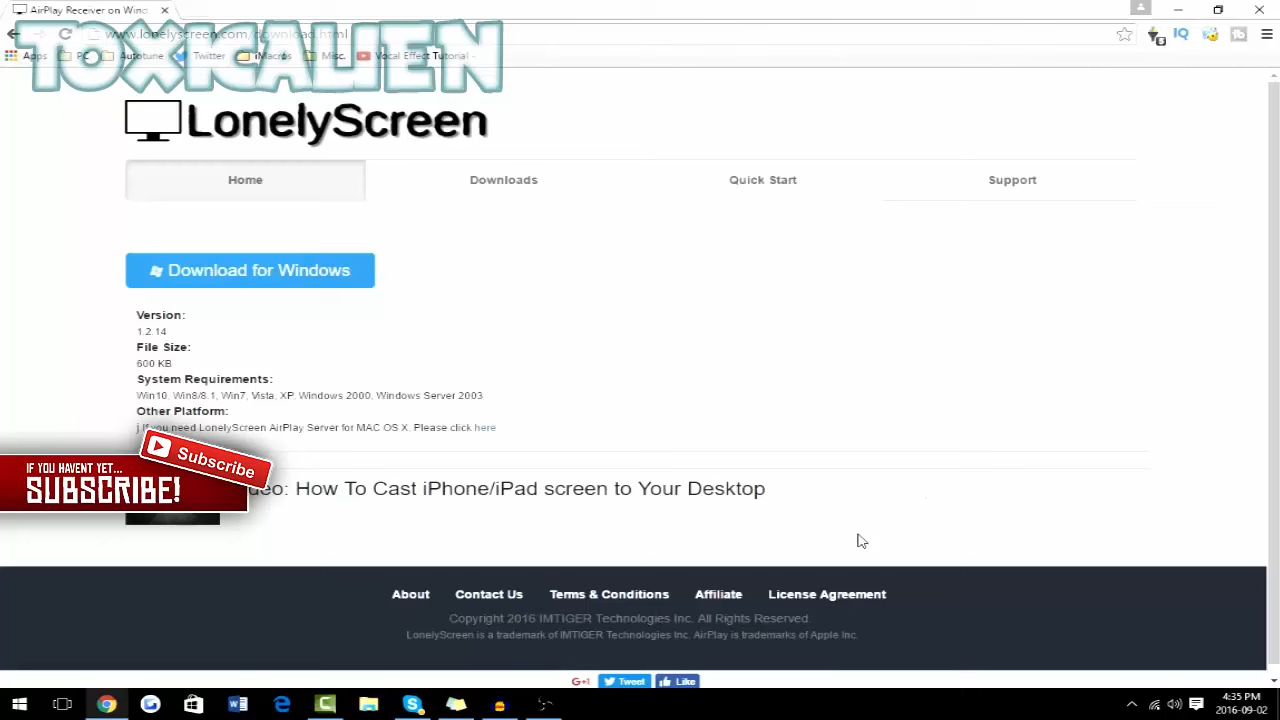 AirPlay Receiver on Wind
www.lonelyscreen.com/download.html
TOXICALIEN
Apps PC Autotune Twitter iMacros Misc. Vocal Effect Tutorial -
LonelyScreen
Home Downloads Quick Start Support
Download for Windows
Version:
1.2.14
File Size:
600 KB
System Requirements:
Win10, Win8/8.1, Win7, Vista, XP, Windows 2000, Windows Server 2003
Other Platform:
j If you need LonelyScreen AirPlay Server for MAC OS X. Please click here
IF YOU HAVENT YET...
SUBSCRIBE!
Subscribe
deo: How To Cast iPhone/iPad screen to Your Desktop
About Contact Us Terms & Conditions Affiliate License Agreement
Copyright 2016 IMTIGER Technologies Inc. All Rights Reserved.
LonelyScreen is a trademark of IMTIGER Technologies Inc. AirPlay is trademarks of Apple Inc.
G+1 Tweet Like
4:35 PM
2016-09-02